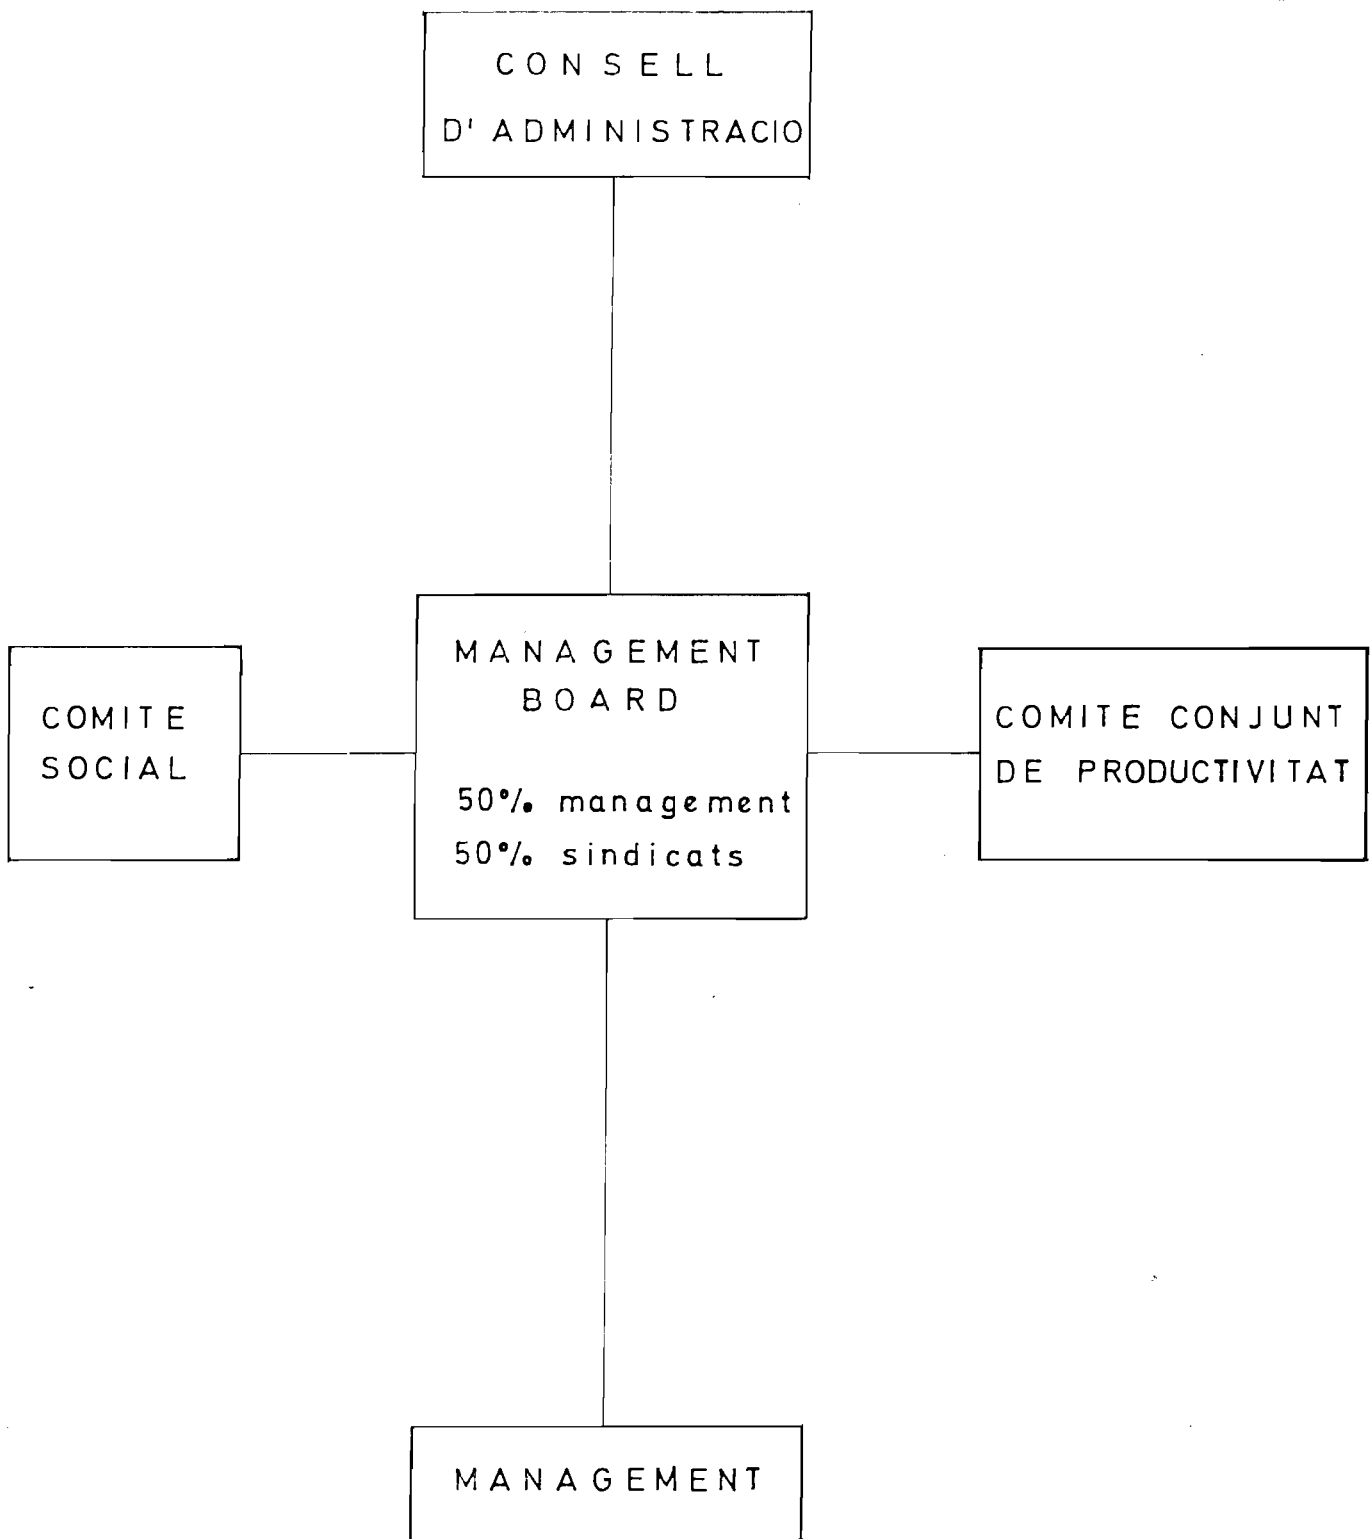 CONSELL
D'ADMINISTRACIO
MANAGEMENT
BOARD
50% management
50% sindicats
COMITE
SOCIAL
COMITE CONJUNT
DE PRODUCTIVITAT
MANAGEMENT